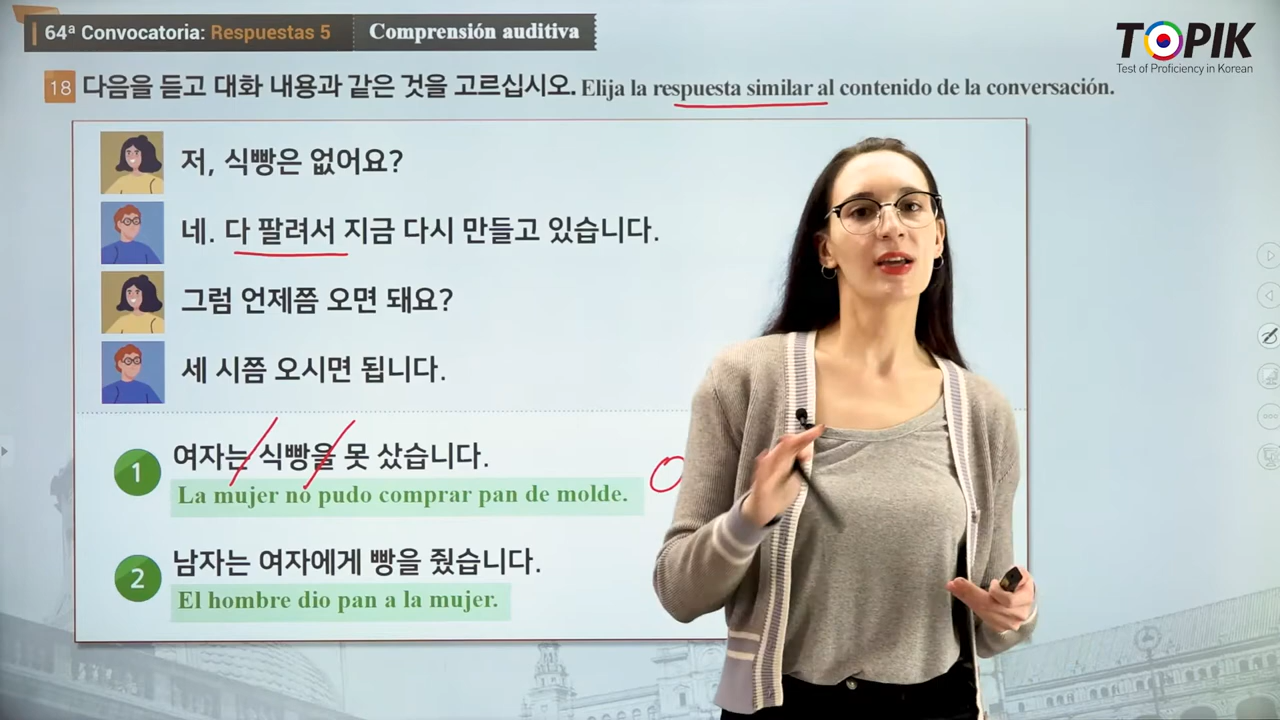 64ª Convocatoria: Respuestas 5 Comprensión auditiva
TOPIK
Test of Proficiency in Korean
18 다음을 듣고 대화 내용과 같은 것을 고르십시오. Elija la respuesta similar al contenido de la conversación.
저, 식빵은 없어요?
네. 다 팔려서 지금 다시 만들고 있습니다.
그럼 언제쯤 오면 돼요?
세 시쯤 오시면 됩니다.
1 여자는 식빵을 못 샀습니다.
La mujer no pudo comprar pan de molde.
2 남자는 여자에게 빵을 줬습니다.
El hombre dio pan a la mujer.